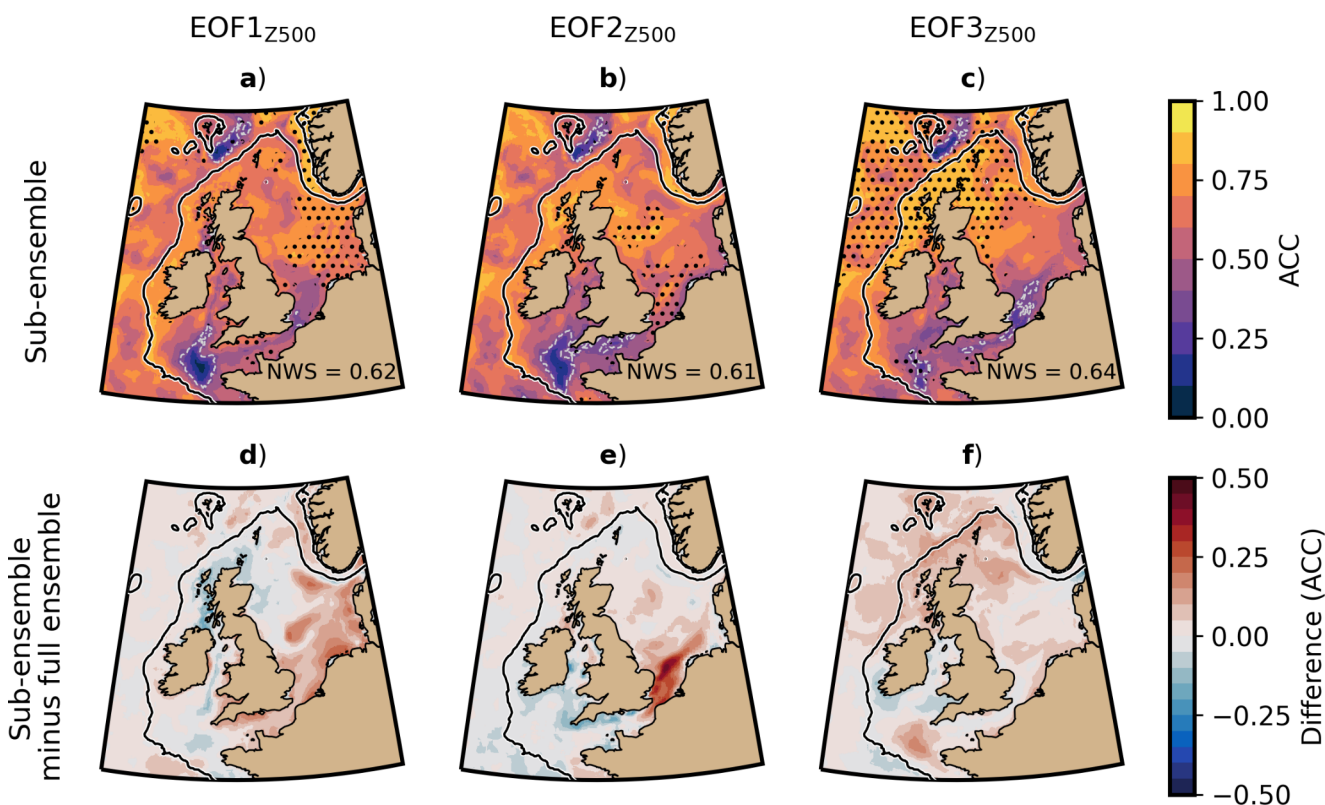 EOF1Z500 EOF2Z500 EOF3Z500
a) b) c)
Sub-ensemble
NWS = 0.62 NWS = 0.61 NWS = 0.64
1.00
0.75
0.50
0.25
0.00
ACC
d) e) f)
Sub-ensemble
minus full ensemble
0.50
0.25
0.00
−0.25
−0.50
Difference (ACC)